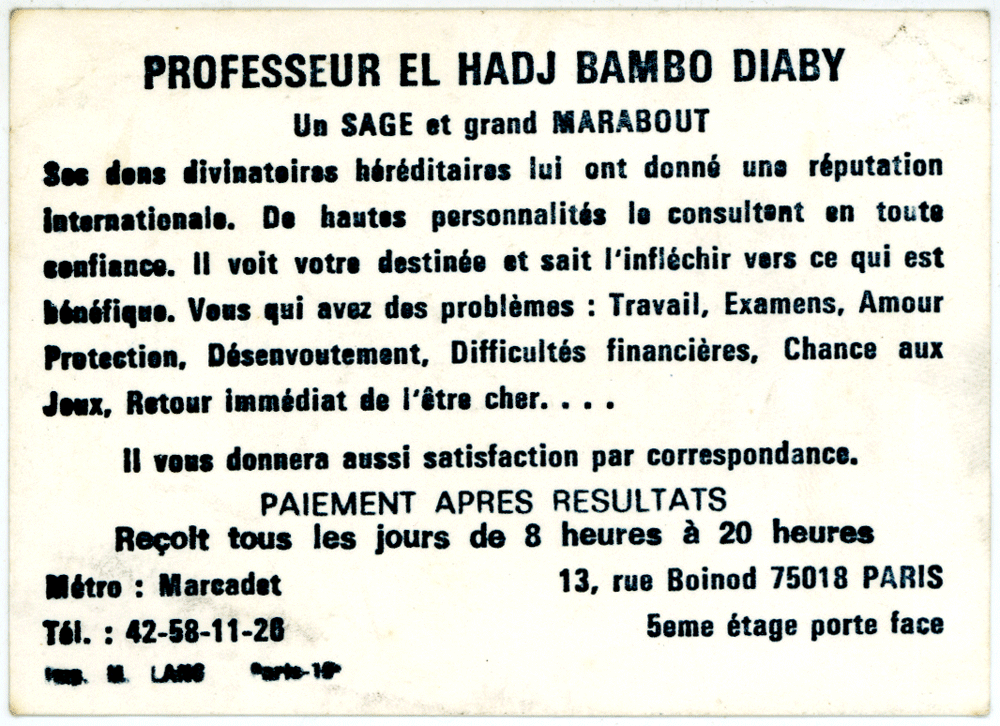 PROFESSEUR EL HADJ BAMBO DIABY
Un SAGE et grand MARABOUT
Ses dons divinatoires héréditaires lui ont donné une réputation
internationale. De hautes personnalités le consultent en toute
confiance. Il voit votre destinée et sait l'infléchir vers ce qui est
bénéfique. Vous qui avez des problèmes : Travail, Examens, Amour
Protection, Désenvoutement, Difficultés financières, Chance aux
Jeux, Retour immédiat de l'être cher. . . .
Il vous donnera aussi satisfaction par correspondance.
PAIEMENT APRES RESULTATS
Reçoit tous les jours de 8 heures à 20 heures
Métro : Marcadet
13, rue Boinod 75018 PARIS
Tél. : 42-58-11-26
5eme étage porte face
Imp. M. LANG Paris-19e